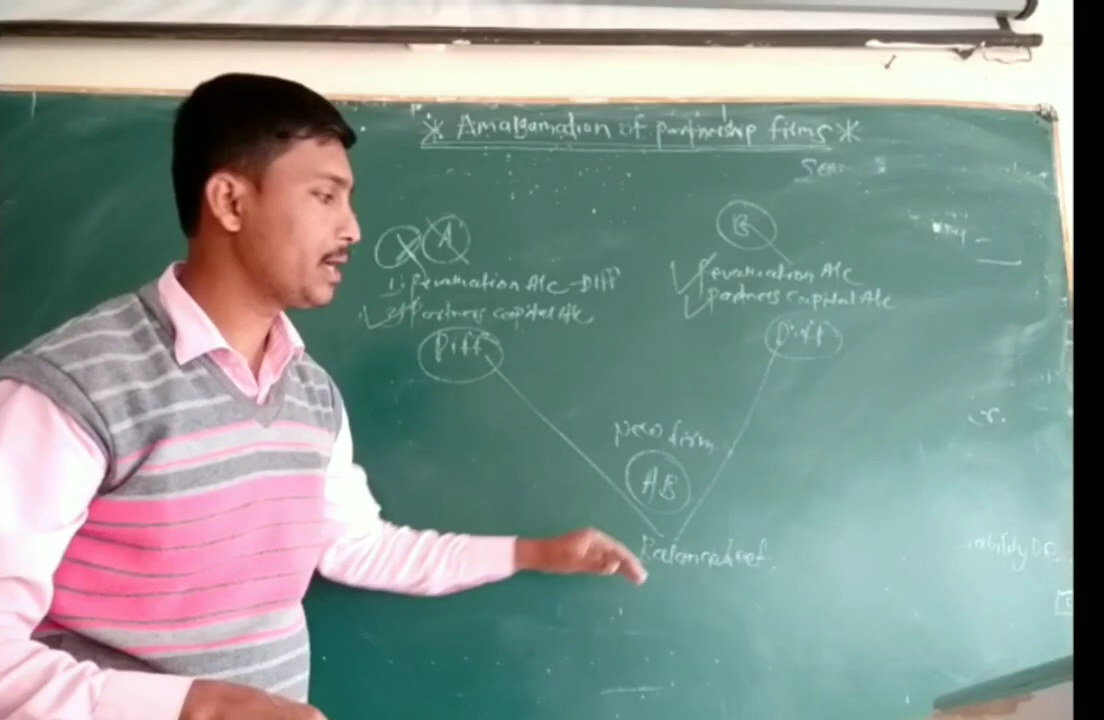 * Amalgamation of partnership firms *
Sem
A
B
1) Revaluation A/c - Diff
2) Partners capital A/c
Diff
Revaluation A/c
Partners capital A/c
Diff
New firm
AB
Balancesheet